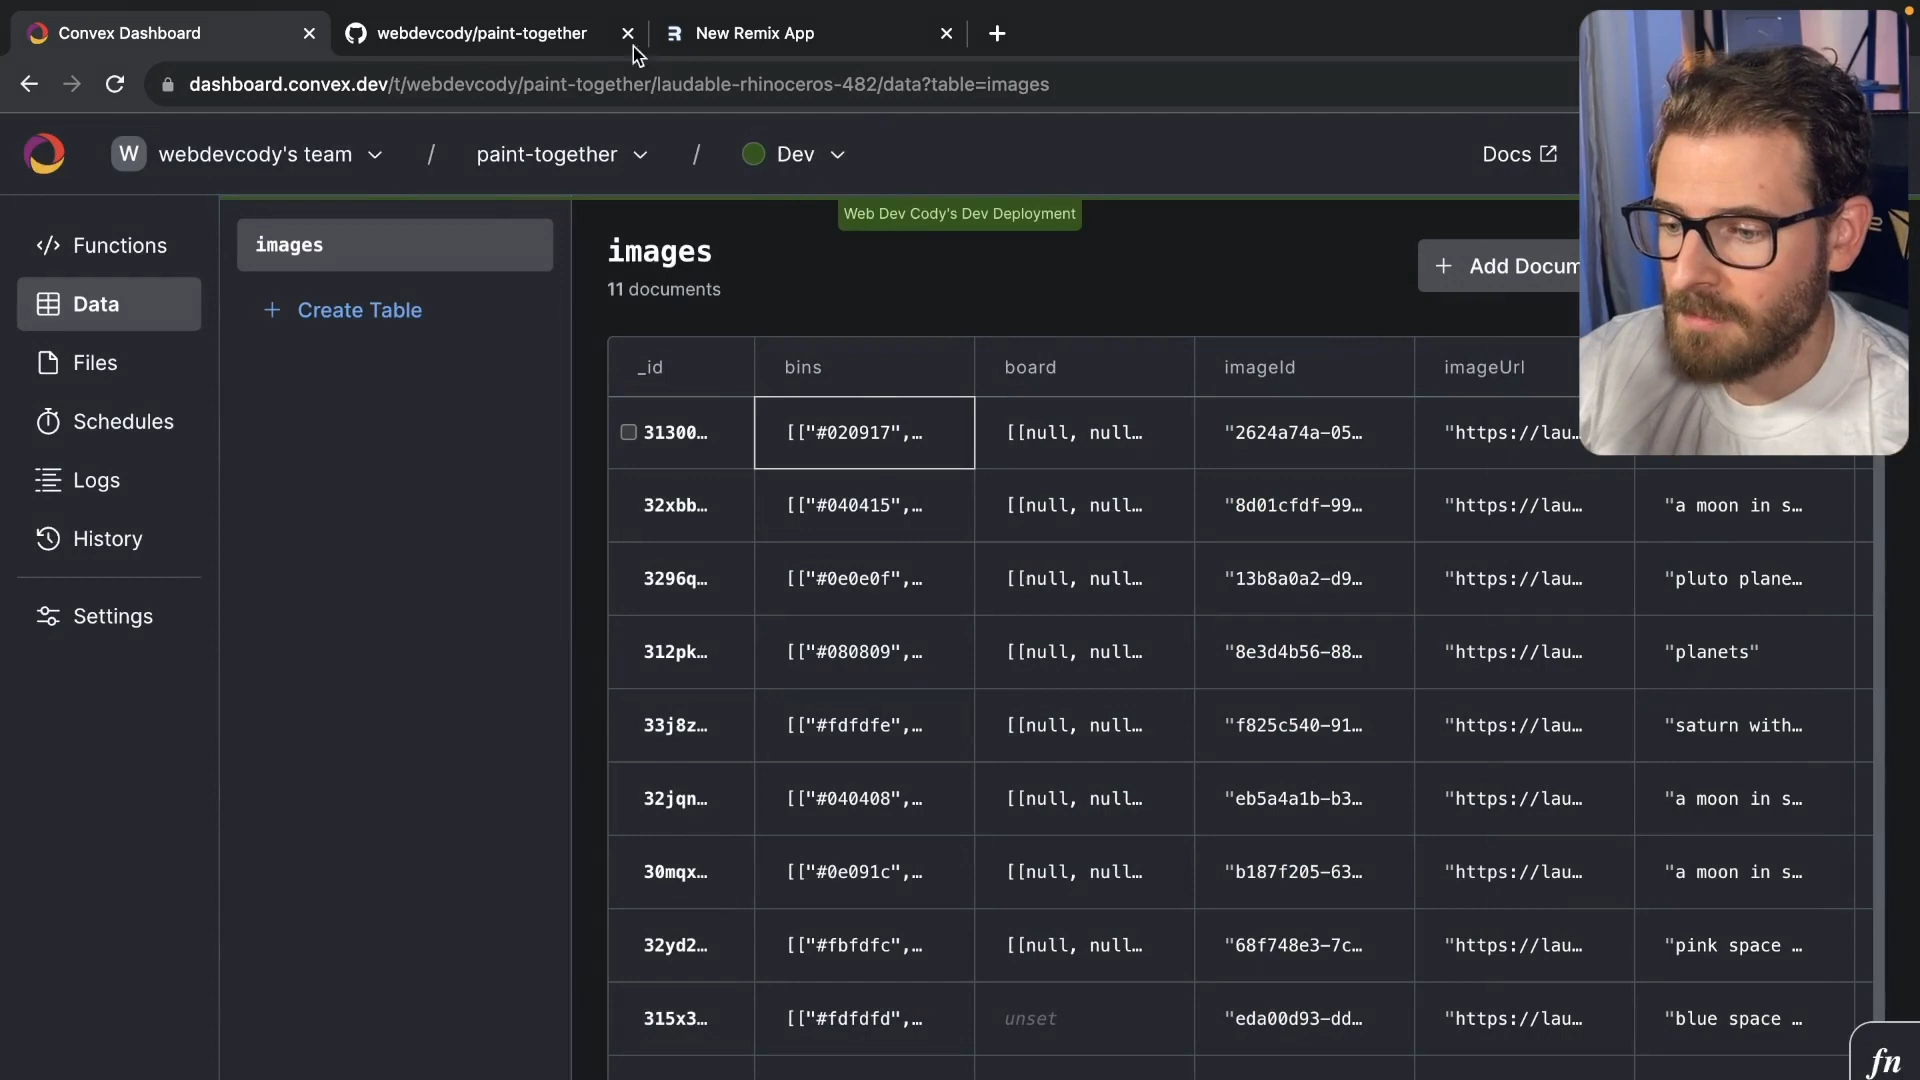 Convex Dashboard
webdevcody/paint-together
New Remix App
dashboard.convex.dev/t/webdevcody/paint-together/laudable-rhinoceros-482/data?table=images
W webdevcody's team / paint-together / Dev
Docs
Web Dev Cody's Dev Deployment
Functions
Data
Files
Schedules
Logs
History
Settings
images
+ Create Table
images
11 documents
+ Add Docum
_id bins board imageId imageUrl
31300… [["#020917",… [[null, null… "2624a74a-05… "https://lau…
32xbb… [["#040415",… [[null, null… "8d01cfdf-99… "https://lau… "a moon in s…
3296q… [["#0e0e0f",… [[null, null… "13b8a0a2-d9… "https://lau… "pluto plane…
312pk… [["#080809",… [[null, null… "8e3d4b56-88… "https://lau… "planets"
33j8z… [["#fdfdfe",… [[null, null… "f825c540-91… "https://lau… "saturn with…
32jqn… [["#040408",… [[null, null… "eb5a4a1b-b3… "https://lau… "a moon in s…
30mqx… [["#0e091c",… [[null, null… "b187f205-63… "https://lau… "a moon in s…
32yd2… [["#fbfdfc",… [[null, null… "68f748e3-7c… "https://lau… "pink space …
315x3… [["#fdfdfd",… unset "eda00d93-dd… "https://lau… "blue space …
fn